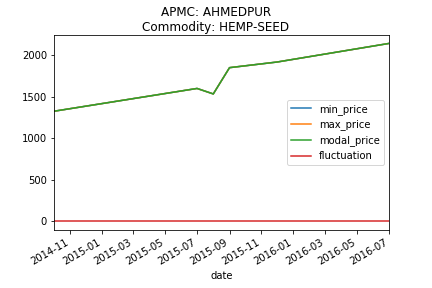 APMC: AHMEDPUR
Commodity: HEMP-SEED
2000
1500
1000
500
0
min_price
max_price
modal_price
fluctuation
2014-11
2015-01
2015-03
2015-05
2015-07
2015-09
2015-11
2016-01
2016-03
2016-05
2016-07
date